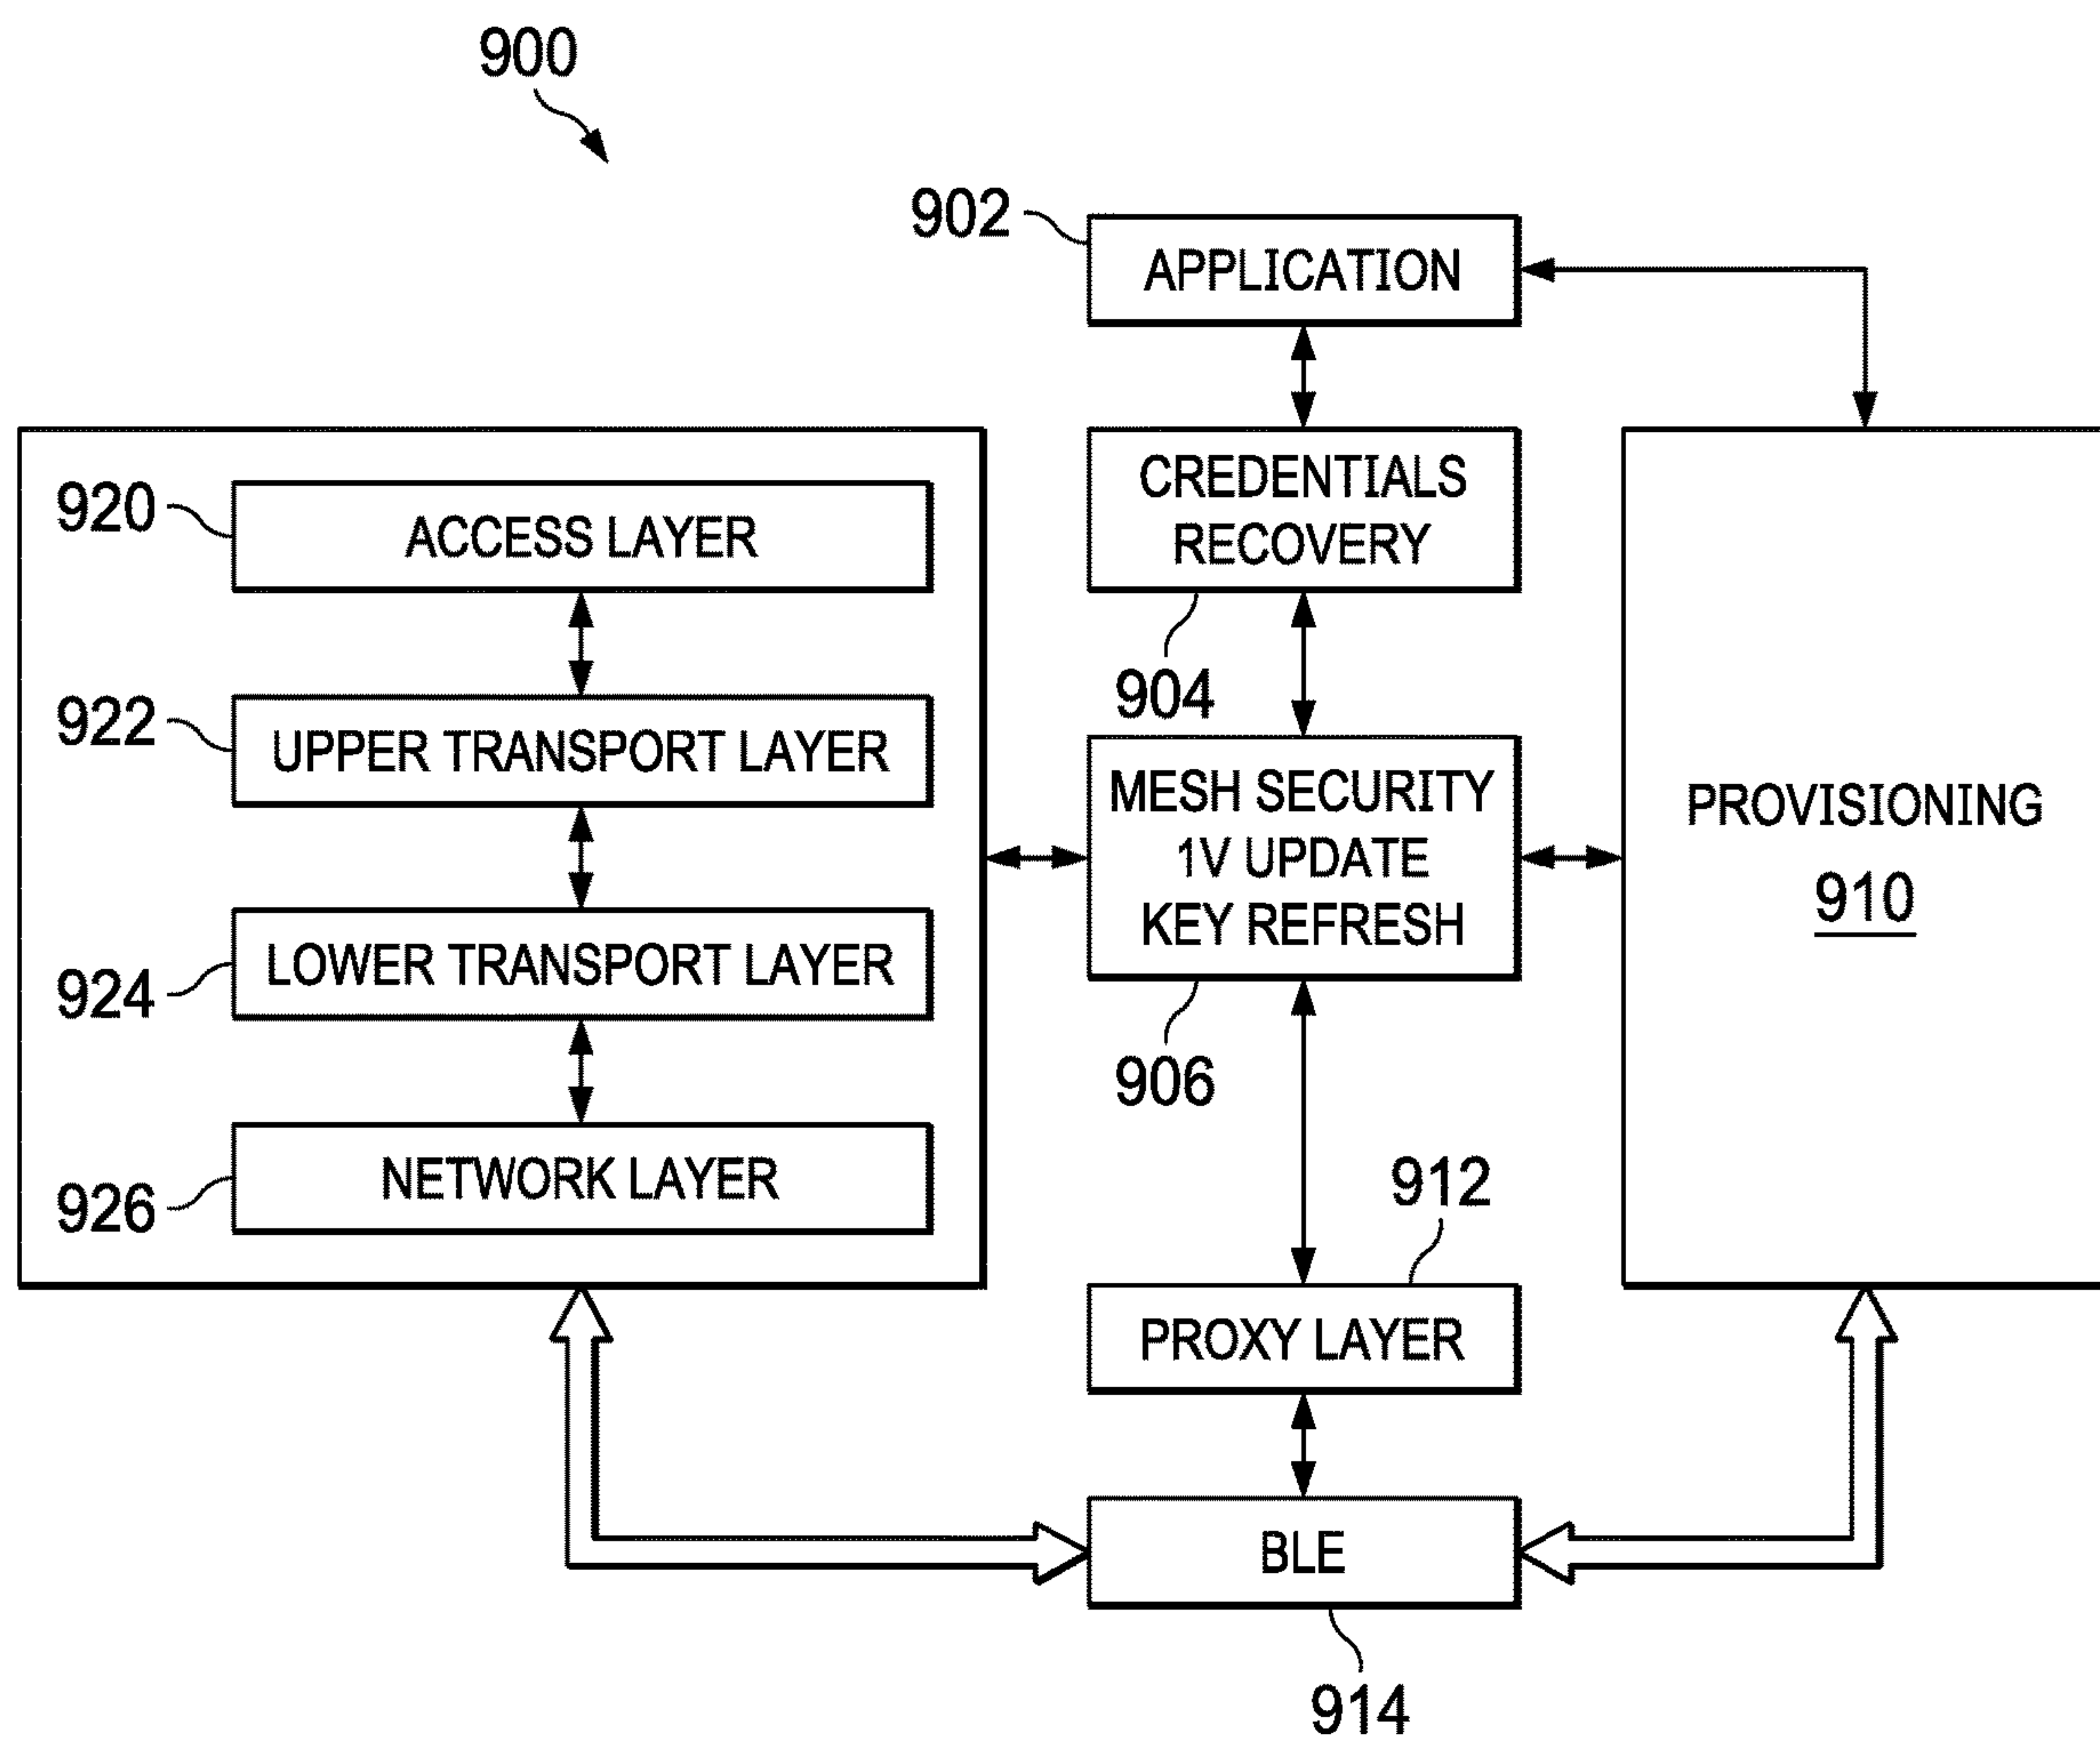 900
902
APPLICATION
920
ACCESS LAYER
CREDENTIALS
RECOVERY
904
922
UPPER TRANSPORT LAYER
MESH SECURITY
1V UPDATE
KEY REFRESH
906
PROVISIONING
910
924
LOWER TRANSPORT LAYER
926
NETWORK LAYER
912
PROXY LAYER
BLE
914